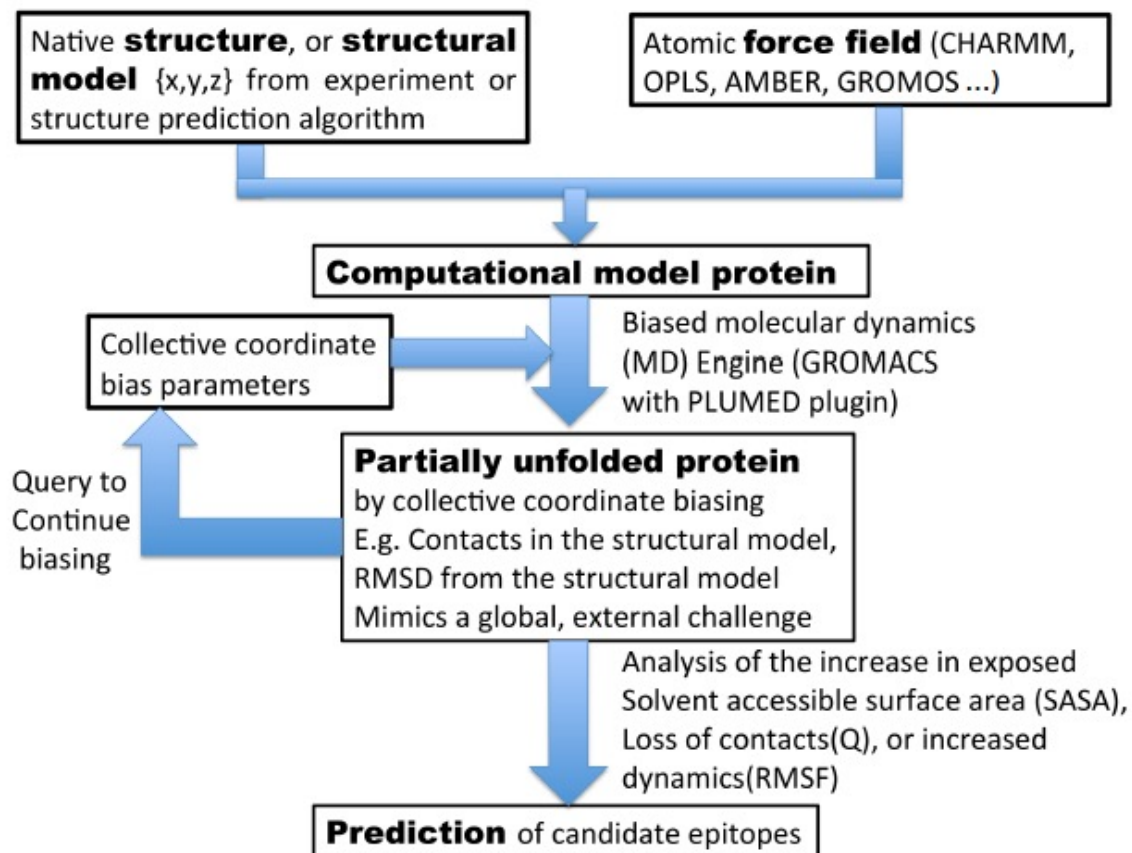 Native structure, or structural
model {x,y,z} from experiment or
structure prediction algorithm
Atomic force field (CHARMM,
OPLS, AMBER, GROMOS ...)
Computational model protein
Collective coordinate
bias parameters
Biased molecular dynamics
(MD) Engine (GROMACS
with PLUMED plugin)
Query to
Continue
biasing
Partially unfolded protein
by collective coordinate biasing
E.g. Contacts in the structural model,
RMSD from the structural model
Mimics a global, external challenge
Analysis of the increase in exposed
Solvent accessible surface area (SASA),
Loss of contacts(Q), or increased
dynamics(RMSF)
Prediction of candidate epitopes